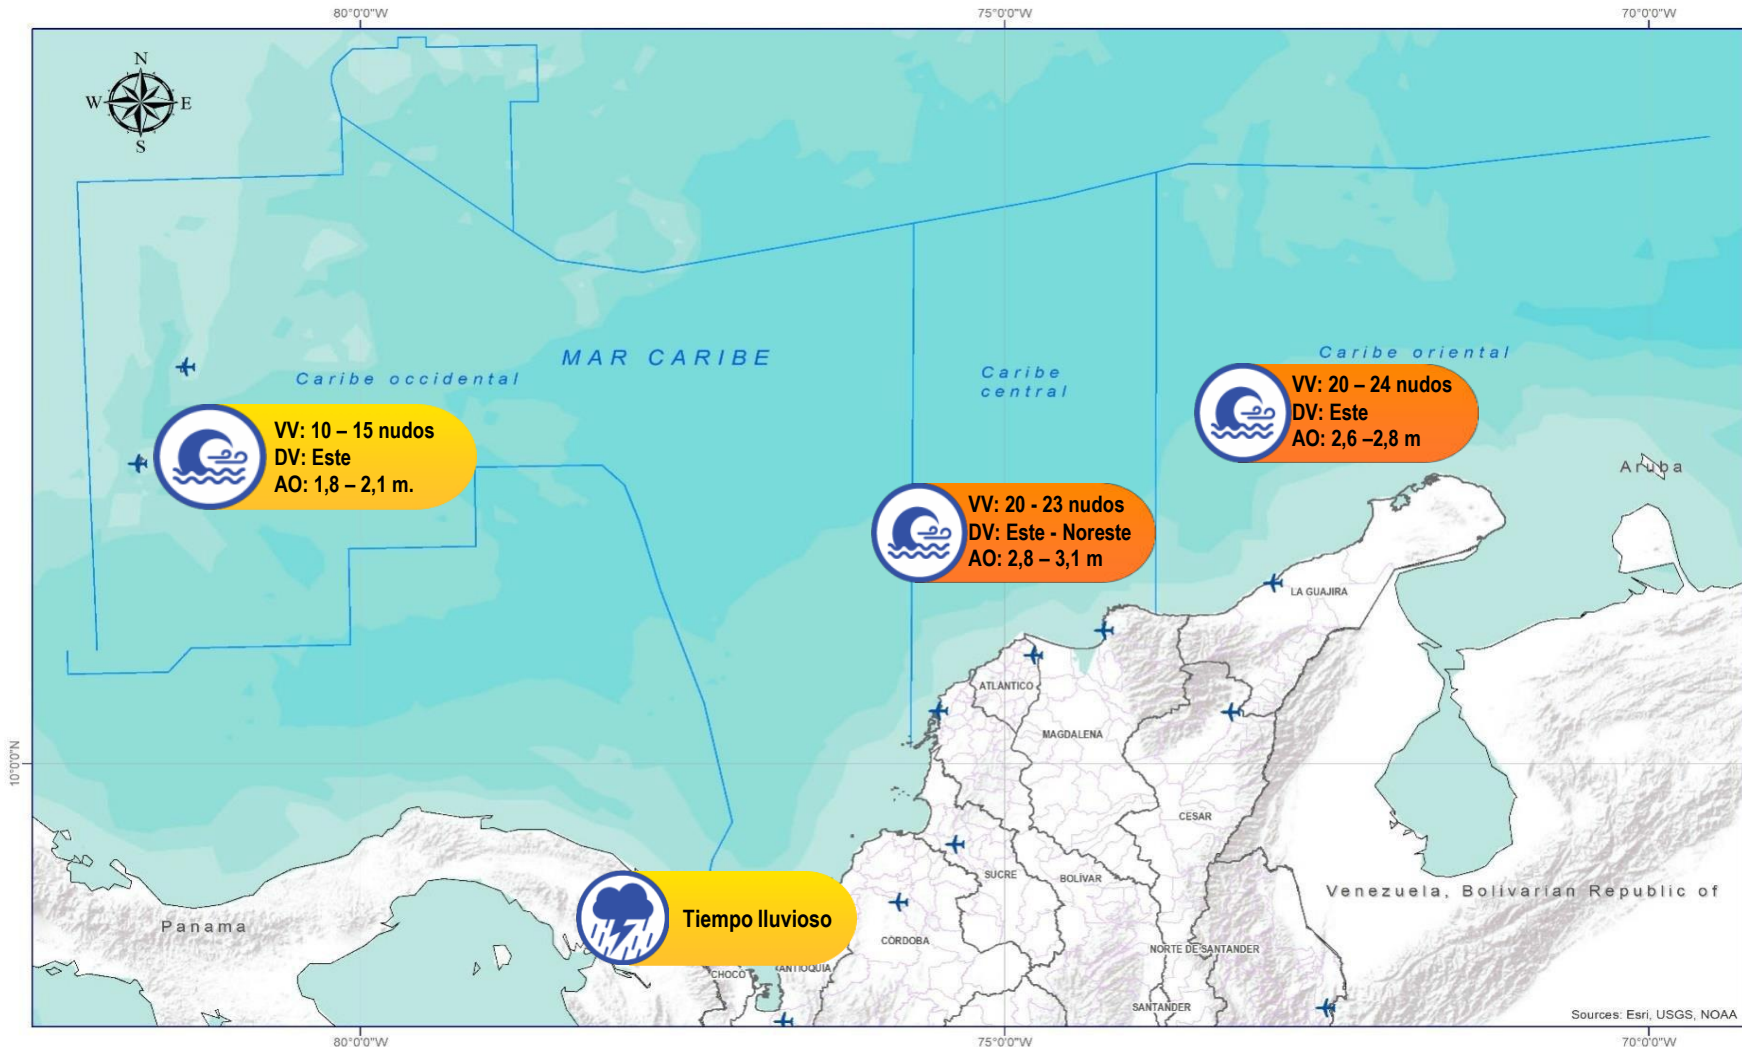 80°0'0"W
75°0'0"W
70°0'0"W
N
W
E
S
MAR CARIBE
Caribe occidental
Caribe
central
Caribe oriental
VV: 20 – 24 nudos
DV: Este
AO: 2,6 –2,8 m
VV: 10 – 15 nudos
DV: Este
AO: 1,8 – 2,1 m.
Aruba
VV: 20 - 23 nudos
DV: Este - Noreste
AO: 2,8 – 3,1 m
LA GUAJIRA
ATLÁNTICO
MAGDALENA
10°0'0"N
CESAR
SUCRE
BOLÍVAR
Venezuela, Bolivarian Republic of
Panama
Tiempo lluvioso
CÓRDOBA
NORTE DE SANTANDER
CHOCÓ
ANTIOQUIA
SANTANDER
Sources: Esri, USGS, NOAA
80°0'0"W
75°0'0"W
70°0'0"W